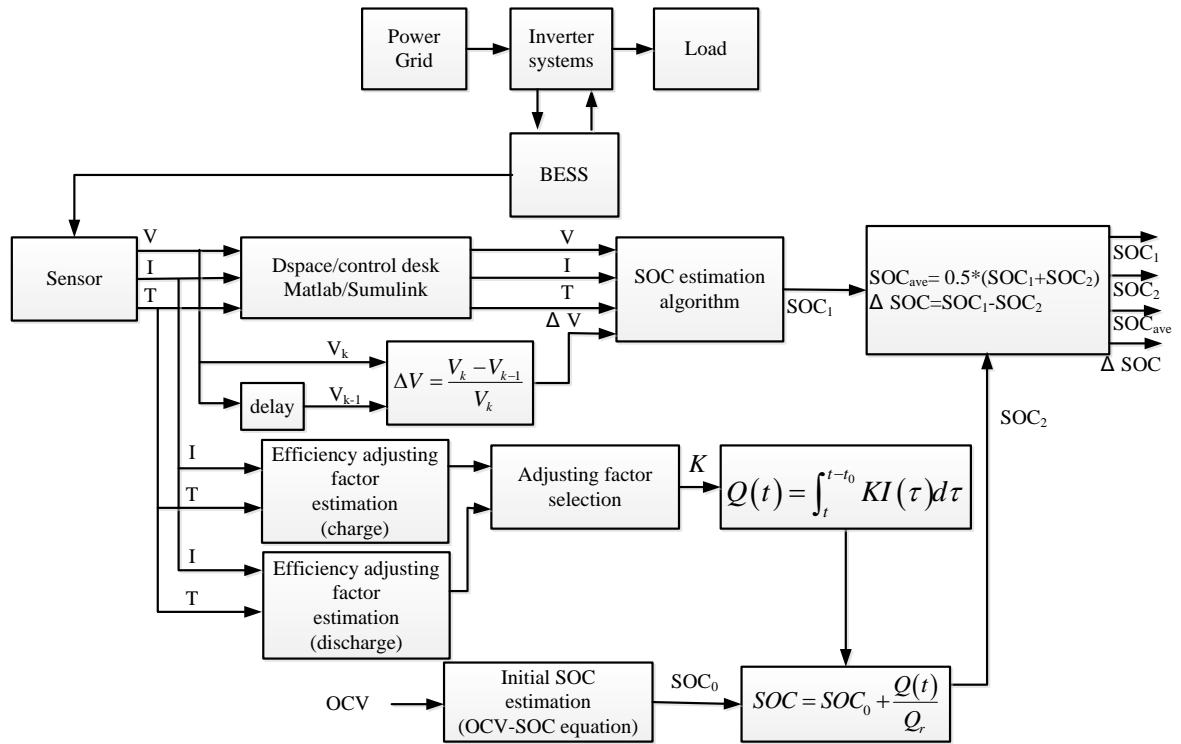 Power
Grid
Inverter
systems
Load
BESS
Sensor
V
I
T
Dspace/control desk
Matlab/Sumulink
V
I
T
Δ V
SOC estimation
algorithm
SOC₁
SOCₐᵥₑ= 0.5*(SOC₁+SOC₂)
Δ SOC=SOC₁-SOC₂
SOC₁
SOC₂
SOCₐᵥₑ
Δ SOC
Vₖ
delay
Vₖ₋₁
ΔV = (Vₖ − Vₖ₋₁) / Vₖ
SOC₂
I
T
Efficiency adjusting
factor
estimation
(charge)
Adjusting factor
selection
K
Q(t) = ∫ₜ^(t−t₀) KI(τ)dτ
I
T
Efficiency adjusting
factor
estimation
(discharge)
OCV
Initial SOC
estimation
(OCV-SOC equation)
SOC₀
SOC = SOC₀ + Q(t)/Qᵣ